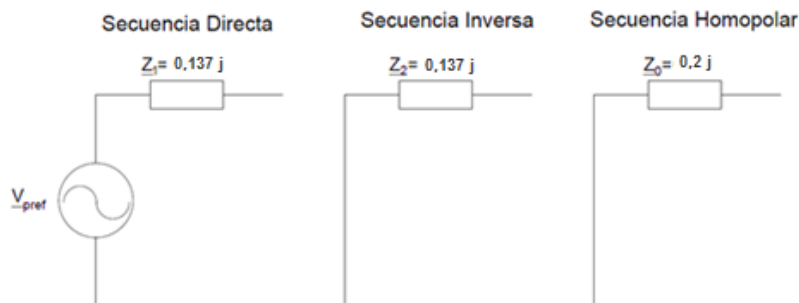 Secuencia Directa
Z1= 0,137 j
Vpref
Secuencia Inversa
Z2= 0,137 j
Secuencia Homopolar
Z0= 0,2 j